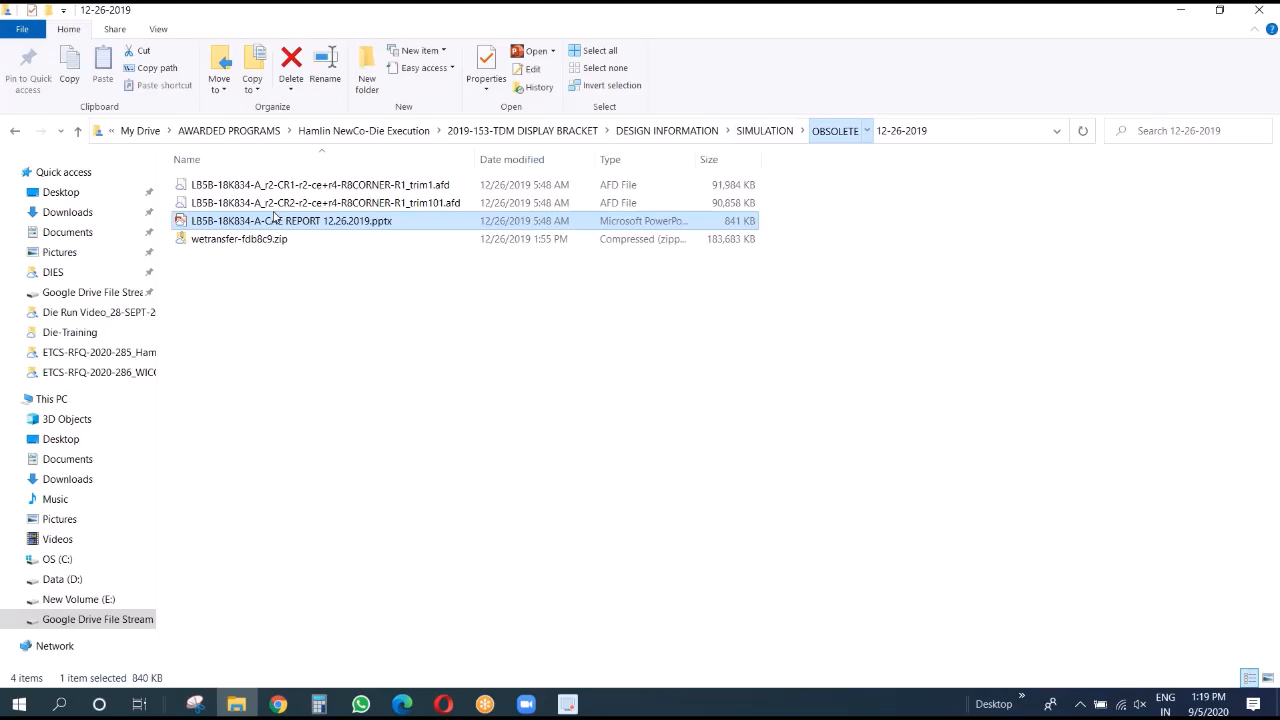 12-26-2019
File Home Share View
Pin to Quick access
Copy
Paste
Cut
Copy path
Paste shortcut
Clipboard
Move to
Copy to
Delete
Rename
Organize
New folder
New item
Easy access
New
Properties
Open
Edit
History
Open
Select all
Select none
Invert selection
Select
« My Drive > AWARDED PROGRAMS > Hamlin NewCo-Die Execution > 2019-153-TDM DISPLAY BRACKET > DESIGN INFORMATION > SIMULATION > OBSOLETE 12-26-2019
Search 12-26-2019
Name Date modified Type Size
LB5B-18K834-A_r2-CR1-r2-ce+r4-R8CORNER-R1_trim1.afd 12/26/2019 5:48 AM AFD File 91,984 KB
LB5B-18K834-A_r2-CR2-r2-ce+r4-R8CORNER-R1_trim101.afd 12/26/2019 5:48 AM AFD File 90,858 KB
LB5B-18K834-A-CAE REPORT 12.26.2019.pptx 12/26/2019 5:48 AM Microsoft PowerPo... 841 KB
wetransfer-fdb8c9.zip 12/26/2019 1:55 PM Compressed (zipp... 183,683 KB
Quick access
Desktop
Downloads
Documents
Pictures
DIES
Google Drive File Strea
Die Run Video_28-SEPT-2
Die-Training
ETCS-RFQ-2020-285_Ham
ETCS-RFQ-2020-286_WICO
This PC
3D Objects
Desktop
Documents
Downloads
Music
Pictures
Videos
OS (C:)
Data (D:)
New Volume (E:)
Google Drive File Stream
Network
4 items 1 item selected 840 KB
Desktop
»
ENG
IN
1:19 PM
9/5/2020